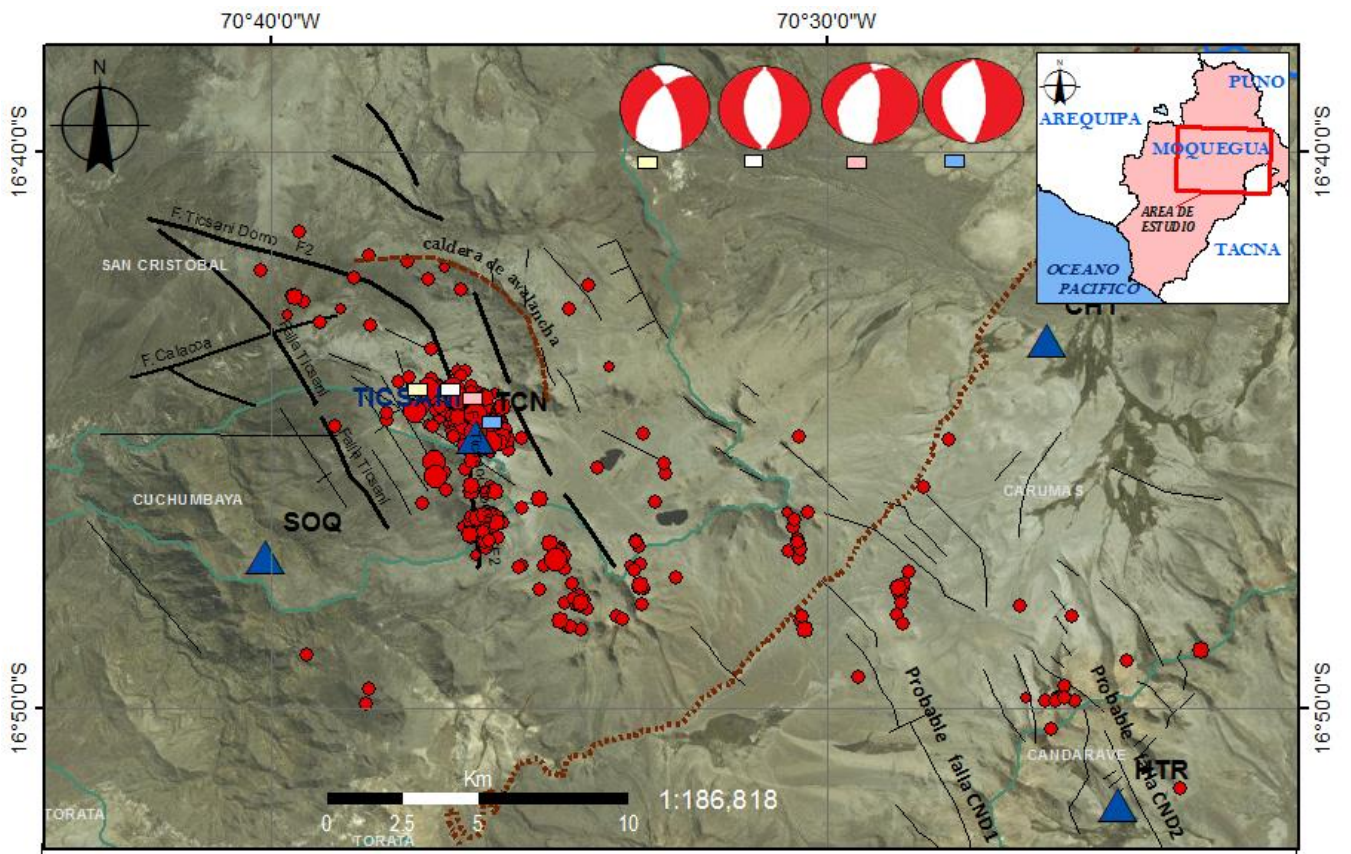 70°40'0"W
70°30'0"W
N
16°40'0"S
16°40'0"S
PUNO
AREQUIPA
MOQUEGUA
AREA DE
ESTUDIO
TACNA
OCEANO
PACIFICO
F. Ticsani Domo F2
SAN CRISTOBAL
caldera de avalancha
F. Calacoa
Falla Ticsani
TICSANI
TCN
Falla Ticsani
CUCHUMBAYA
SOQ
F2
CARUMAS
Probable falla CND1
Probable falla CND2
CANDARAVE
HTR
16°50'0"S
16°50'0"S
Km
0 2.5 5 10
1:186,818
TORATA
TORATA